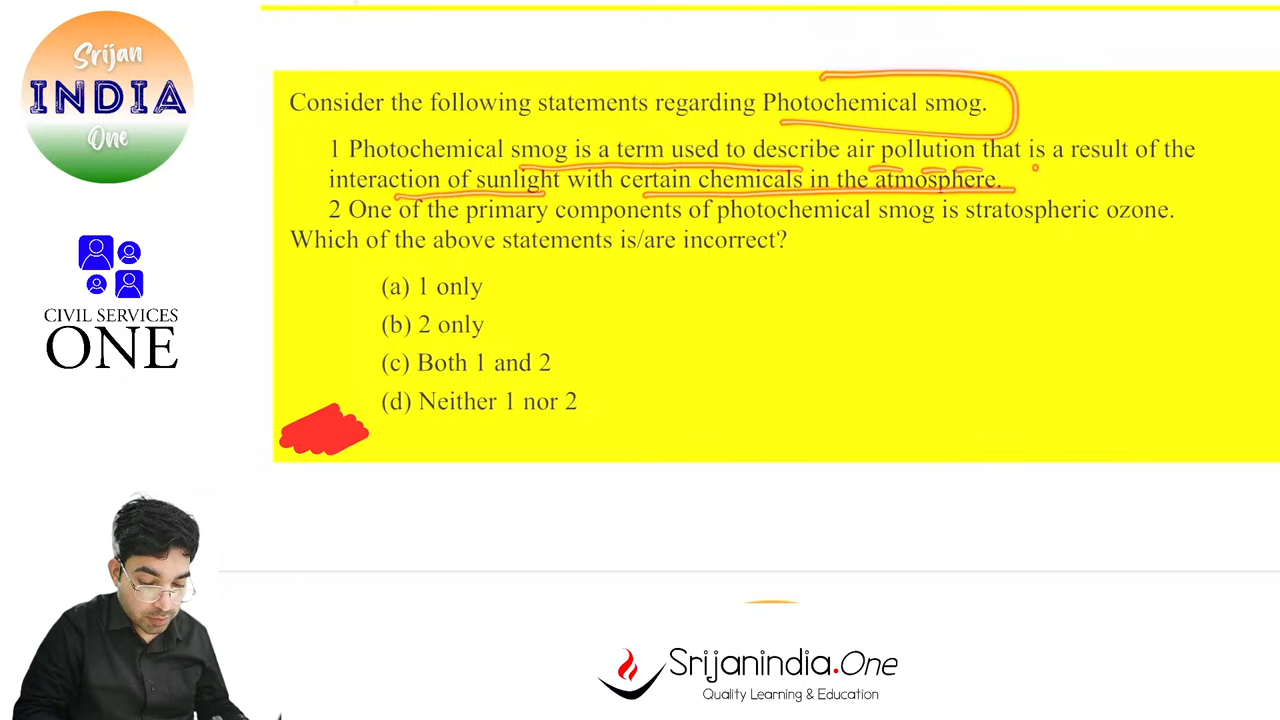 Srijan
INDIA
One
CIVIL SERVICES
ONE
Consider the following statements regarding Photochemical smog.
1 Photochemical smog is a term used to describe air pollution that is a result of the
interaction of sunlight with certain chemicals in the atmosphere.
2 One of the primary components of photochemical smog is stratospheric ozone.
Which of the above statements is/are incorrect?
(a) 1 only
(b) 2 only
(c) Both 1 and 2
(d) Neither 1 nor 2
Srijanindia.One
Quality Learning & Education